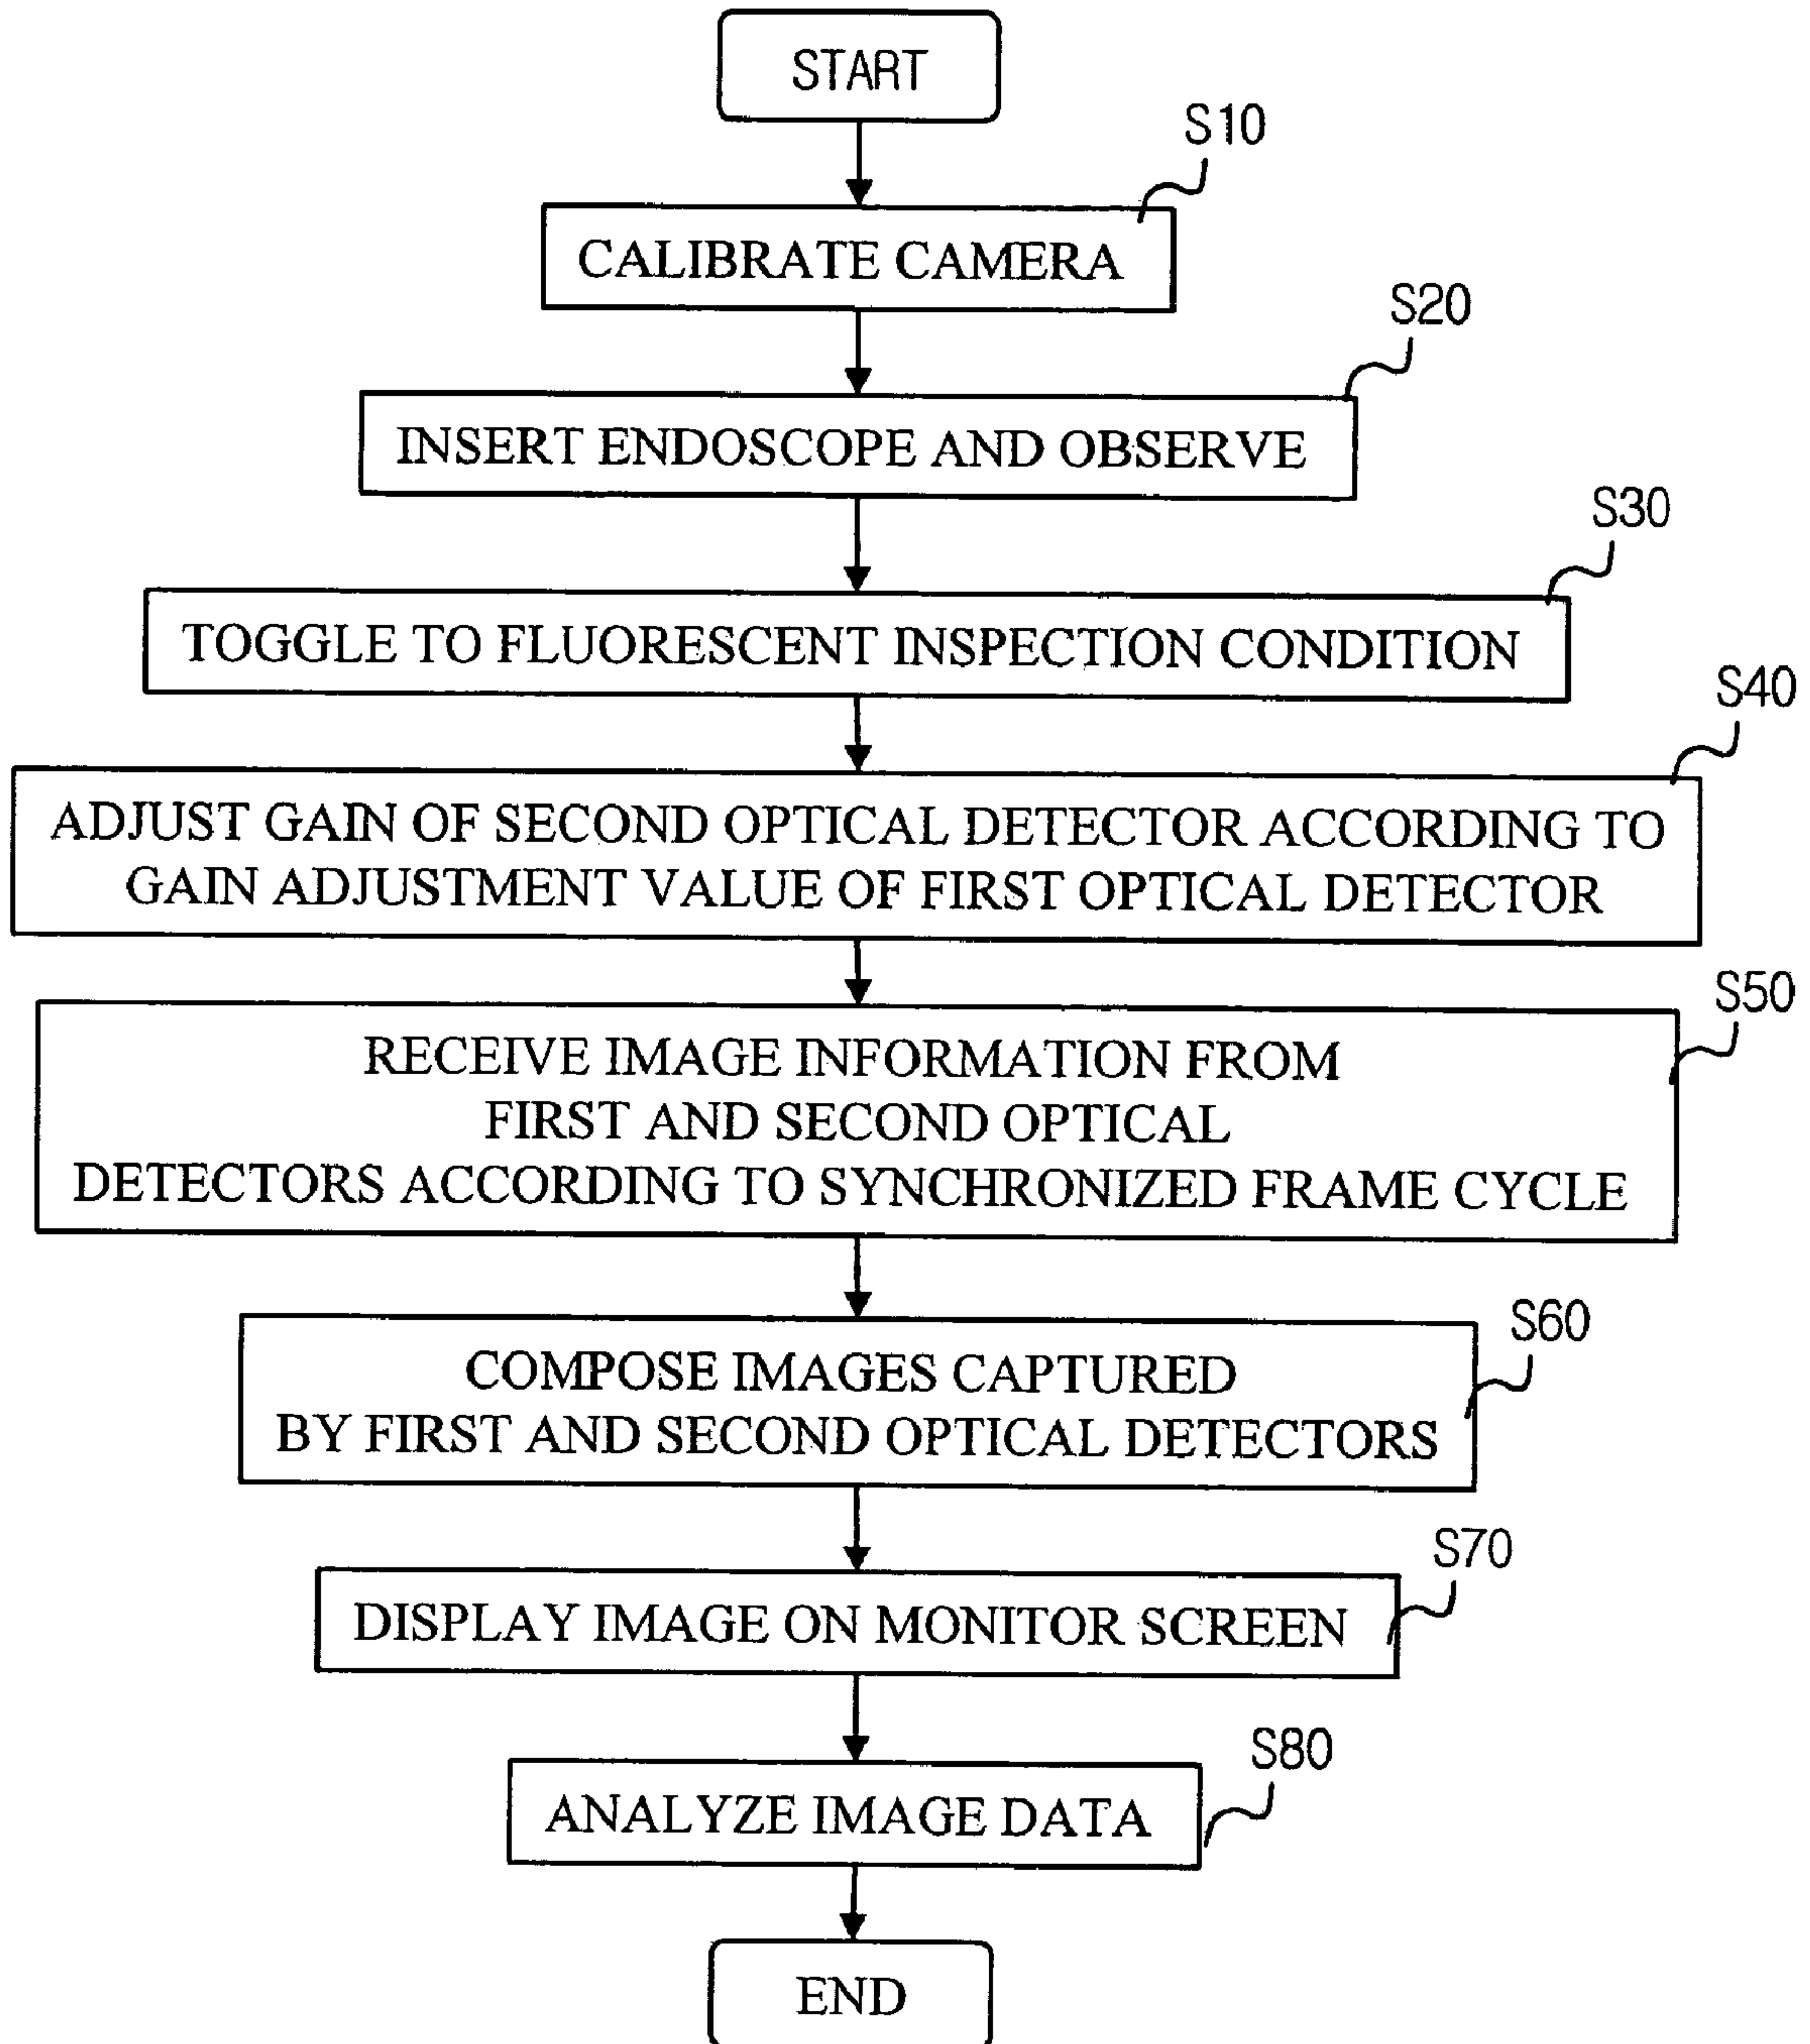 START
S10
CALIBRATE CAMERA
S20
INSERT ENDOSCOPE AND OBSERVE
S30
TOGGLE TO FLUORESCENT INSPECTION CONDITION
S40
ADJUST GAIN OF SECOND OPTICAL DETECTOR ACCORDING TO
GAIN ADJUSTMENT VALUE OF FIRST OPTICAL DETECTOR
S50
RECEIVE IMAGE INFORMATION FROM
FIRST AND SECOND OPTICAL
DETECTORS ACCORDING TO SYNCHRONIZED FRAME CYCLE
S60
COMPOSE IMAGES CAPTURED
BY FIRST AND SECOND OPTICAL DETECTORS
S70
DISPLAY IMAGE ON MONITOR SCREEN
S80
ANALYZE IMAGE DATA
END